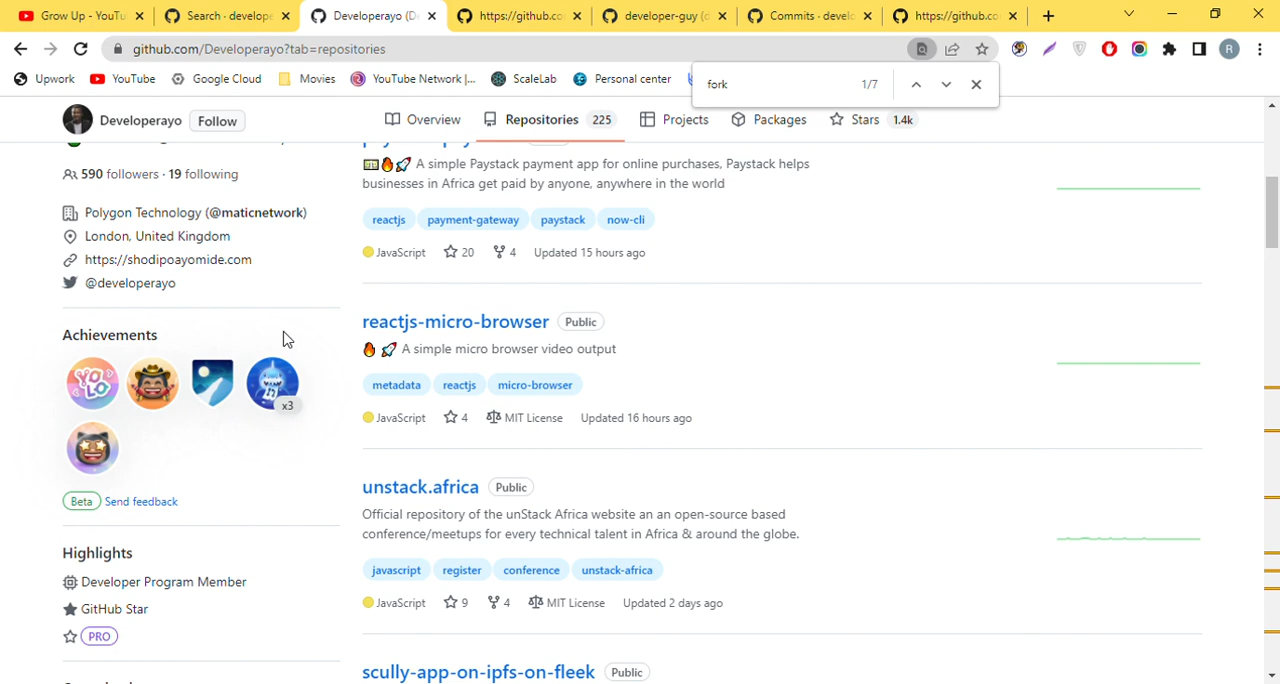 Grow Up - YouTu
Search · develope
Developerayo (De
https://github.co
developer-guy (d
Commits · develo
https://github.co
github.com/Developerayo?tab=repositories
R
Upwork
YouTube
Google Cloud
Movies
YouTube Network |...
ScaleLab
Personal center
fork
1/7
Developerayo
Follow
Overview
Repositories 225
Projects
Packages
Stars 1.4k
590 followers · 19 following
Polygon Technology (@maticnetwork)
London, United Kingdom
https://shodipoayomide.com
@developerayo
Achievements
YOLO
x3
Beta Send feedback
Highlights
Developer Program Member
GitHub Star
PRO
A simple Paystack payment app for online purchases, Paystack helps
businesses in Africa get paid by anyone, anywhere in the world
reactjs payment-gateway paystack now-cli
JavaScript 20 4 Updated 15 hours ago
reactjs-micro-browser Public
A simple micro browser video output
metadata reactjs micro-browser
JavaScript 4 MIT License Updated 16 hours ago
unstack.africa Public
Official repository of the unStack Africa website an an open-source based
conference/meetups for every technical talent in Africa & around the globe.
javascript register conference unstack-africa
JavaScript 9 4 MIT License Updated 2 days ago
scully-app-on-ipfs-on-fleek Public